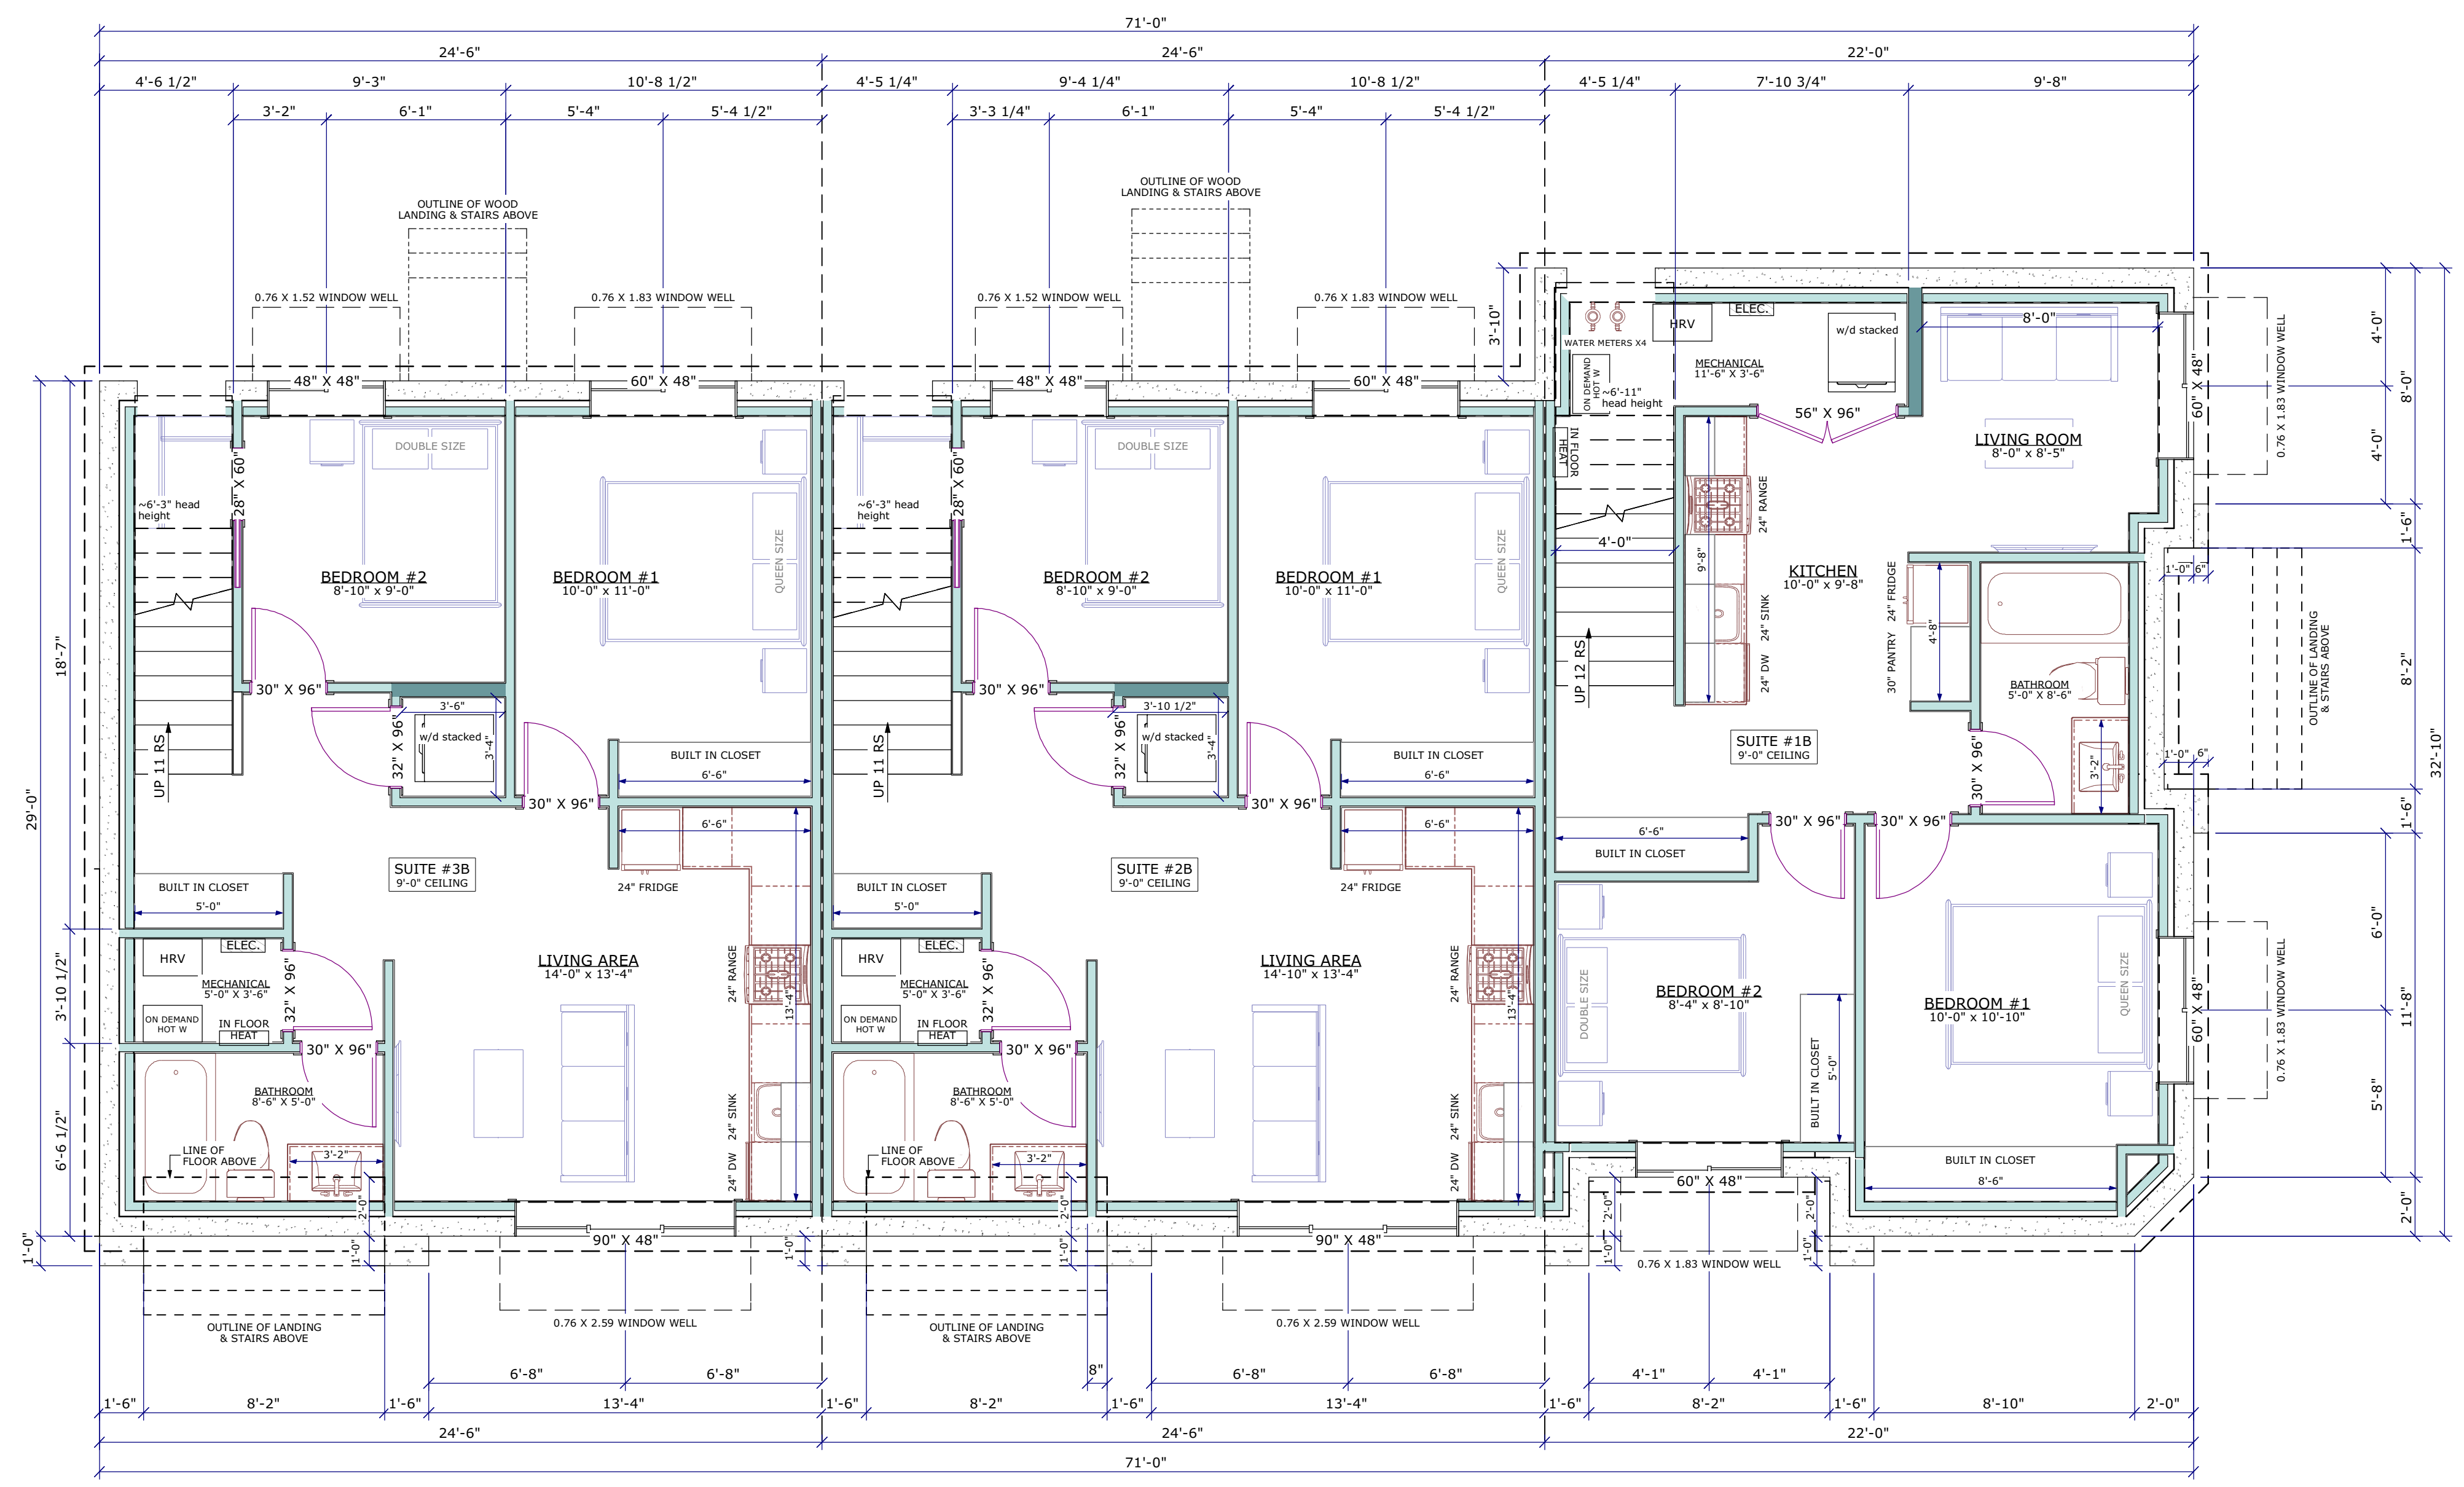 71'-0"
24'-6" 24'-6" 22'-0"
4'-6 1/2" 9'-3" 10'-8 1/2" 4'-5 1/4" 9'-4 1/4" 10'-8 1/2" 4'-5 1/4" 7'-10 3/4" 9'-8"
3'-2" 6'-1" 5'-4" 5'-4 1/2" 3'-3 1/4" 6'-1" 5'-4" 5'-4 1/2"
OUTLINE OF WOOD
LANDING & STAIRS ABOVE
OUTLINE OF WOOD
LANDING & STAIRS ABOVE
0.76 X 1.52 WINDOW WELL
0.76 X 1.83 WINDOW WELL
0.76 X 1.52 WINDOW WELL
0.76 X 1.83 WINDOW WELL
3'-10"
48" X 48"
60" X 48"
48" X 48"
60" X 48"
29'-0"
18'-7"
3'-10 1/2"
6'-6 1/2"
1'-0"
~6'-3" head
height
28" X 60"
DOUBLE SIZE
BEDROOM #2
8'-10" x 9'-0"
BEDROOM #1
10'-0" x 11'-0"
QUEEN SIZE
30" X 96"
3'-6"
w/d stacked
3'-4"
32" X 96"
UP 11 RS
BUILT IN CLOSET
6'-6"
30" X 96"
6'-6"
SUITE #3B
9'-0" CEILING
24" FRIDGE
BUILT IN CLOSET
5'-0"
HRV
ELEC.
MECHANICAL
5'-0" X 3'-6"
32" X 96"
ON DEMAND
HOT W
IN FLOOR
HEAT
30" X 96"
LIVING AREA
14'-0" x 13'-4"
24" RANGE
13'-4"
BATHROOM
8'-6" X 5'-0"
24" SINK
24" DW
LINE OF
FLOOR ABOVE
3'-2"
2'-0"
1'-0"
1'-0"
90" X 48"
OUTLINE OF LANDING
& STAIRS ABOVE
0.76 X 2.59 WINDOW WELL
~6'-3" head
height
28" X 60"
DOUBLE SIZE
BEDROOM #2
8'-10" x 9'-0"
BEDROOM #1
10'-0" x 11'-0"
QUEEN SIZE
30" X 96"
3'-10 1/2"
w/d stacked
3'-4"
32" X 96"
UP 11 RS
BUILT IN CLOSET
6'-6"
30" X 96"
6'-6"
SUITE #2B
9'-0" CEILING
24" FRIDGE
BUILT IN CLOSET
5'-0"
HRV
ELEC.
MECHANICAL
5'-0" X 3'-6"
32" X 96"
ON DEMAND
HOT W
IN FLOOR
HEAT
30" X 96"
LIVING AREA
14'-10" x 13'-4"
24" RANGE
13'-4"
BATHROOM
8'-6" X 5'-0"
24" SINK
24" DW
LINE OF
FLOOR ABOVE
3'-2"
2'-0"
1'-0"
90" X 48"
OUTLINE OF LANDING
& STAIRS ABOVE
0.76 X 2.59 WINDOW WELL
WATER METERS X4
HRV
ELEC.
w/d stacked
MECHANICAL
11'-6" X 3'-6"
ON DEMAND
HOT W
~6'-11"
head height
IN FLOOR
HEAT
56" X 96"
8'-0"
LIVING ROOM
8'-0" x 8'-5"
60" X 48"
0.76 X 1.83 WINDOW WELL
24" RANGE
4'-0"
9'-8"
KITCHEN
10'-0" x 9'-8"
24" SINK
24" DW
24" FRIDGE
30" PANTRY
4'-8"
UP 12 RS
BATHROOM
5'-0" X 8'-6"
3'-2"
30" X 96"
SUITE #1B
9'-0" CEILING
1'-0" 6"
1'-0" 6"
OUTLINE OF LANDING
& STAIRS ABOVE
6'-6"
BUILT IN CLOSET
30" X 96"
30" X 96"
DOUBLE SIZE
BEDROOM #2
8'-4" x 8'-10"
BUILT IN CLOSET
5'-0"
BEDROOM #1
10'-0" x 10'-10"
QUEEN SIZE
60" X 48"
0.76 X 1.83 WINDOW WELL
BUILT IN CLOSET
8'-6"
60" X 48"
2'-0"
1'-0"
2'-0"
1'-0"
0.76 X 1.83 WINDOW WELL
4'-0"
4'-0"
6'-0"
5'-8"
8'-0"
1'-6"
8'-2"
1'-6"
11'-8"
2'-0"
32'-10"
8"
6'-8" 6'-8" 6'-8" 6'-8" 4'-1" 4'-1"
1'-6" 8'-2" 1'-6" 13'-4" 1'-6" 8'-2" 1'-6" 13'-4" 1'-6" 8'-2" 1'-6" 8'-10" 2'-0"
24'-6" 24'-6" 22'-0"
71'-0"